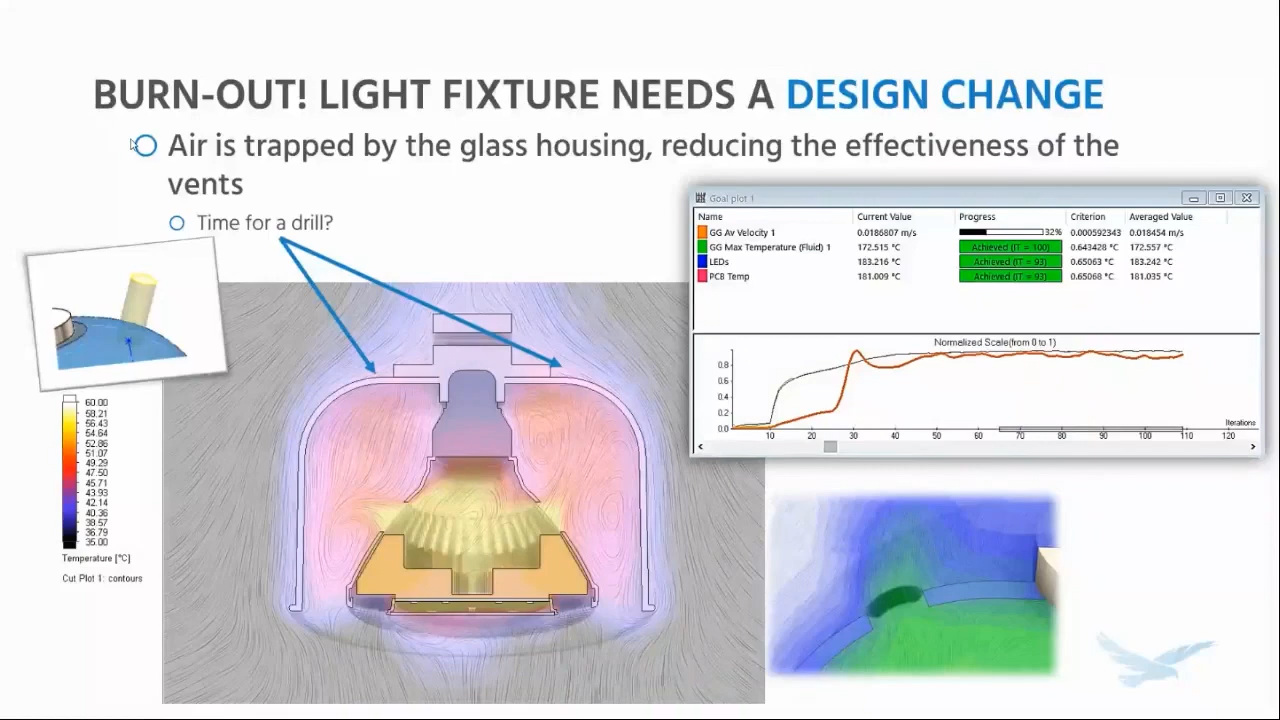 BURN-OUT! LIGHT FIXTURE NEEDS A DESIGN CHANGE
Air is trapped by the glass housing, reducing the effectiveness of the
vents
Time for a drill?
Goal plot 1
Name Current Value Progress Criterion Averaged Value
GG Av Velocity 1 0.0186807 m/s 32% 0.000592343 0.018454 m/s
GG Max Temperature (Fluid) 1 172.515 °C Achieved (IT = 100) 0.643428 °C 172.557 °C
LEDs 183.216 °C Achieved (IT = 93) 0.65063 °C 183.242 °C
PCB Temp 181.009 °C Achieved (IT = 93) 0.65068 °C 181.035 °C
Normalized Scale(from 0 to 1)
0.8
0.6
0.4
0.2
0.0
Iterations
10 20 30 40 50 60 70 80 90 100 110 120
60.00
58.21
56.43
54.64
52.86
51.07
49.29
47.50
45.71
43.93
42.14
40.36
38.57
36.79
35.00
Temperature [°C]
Cut Plot 1: contours